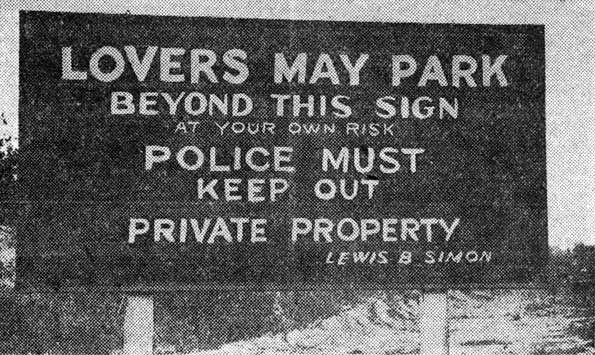 LOVERS MAY PARK
BEYOND THIS SIGN
AT YOUR OWN RISK
POLICE MUST
KEEP OUT
PRIVATE PROPERTY
LEWIS B SIMON